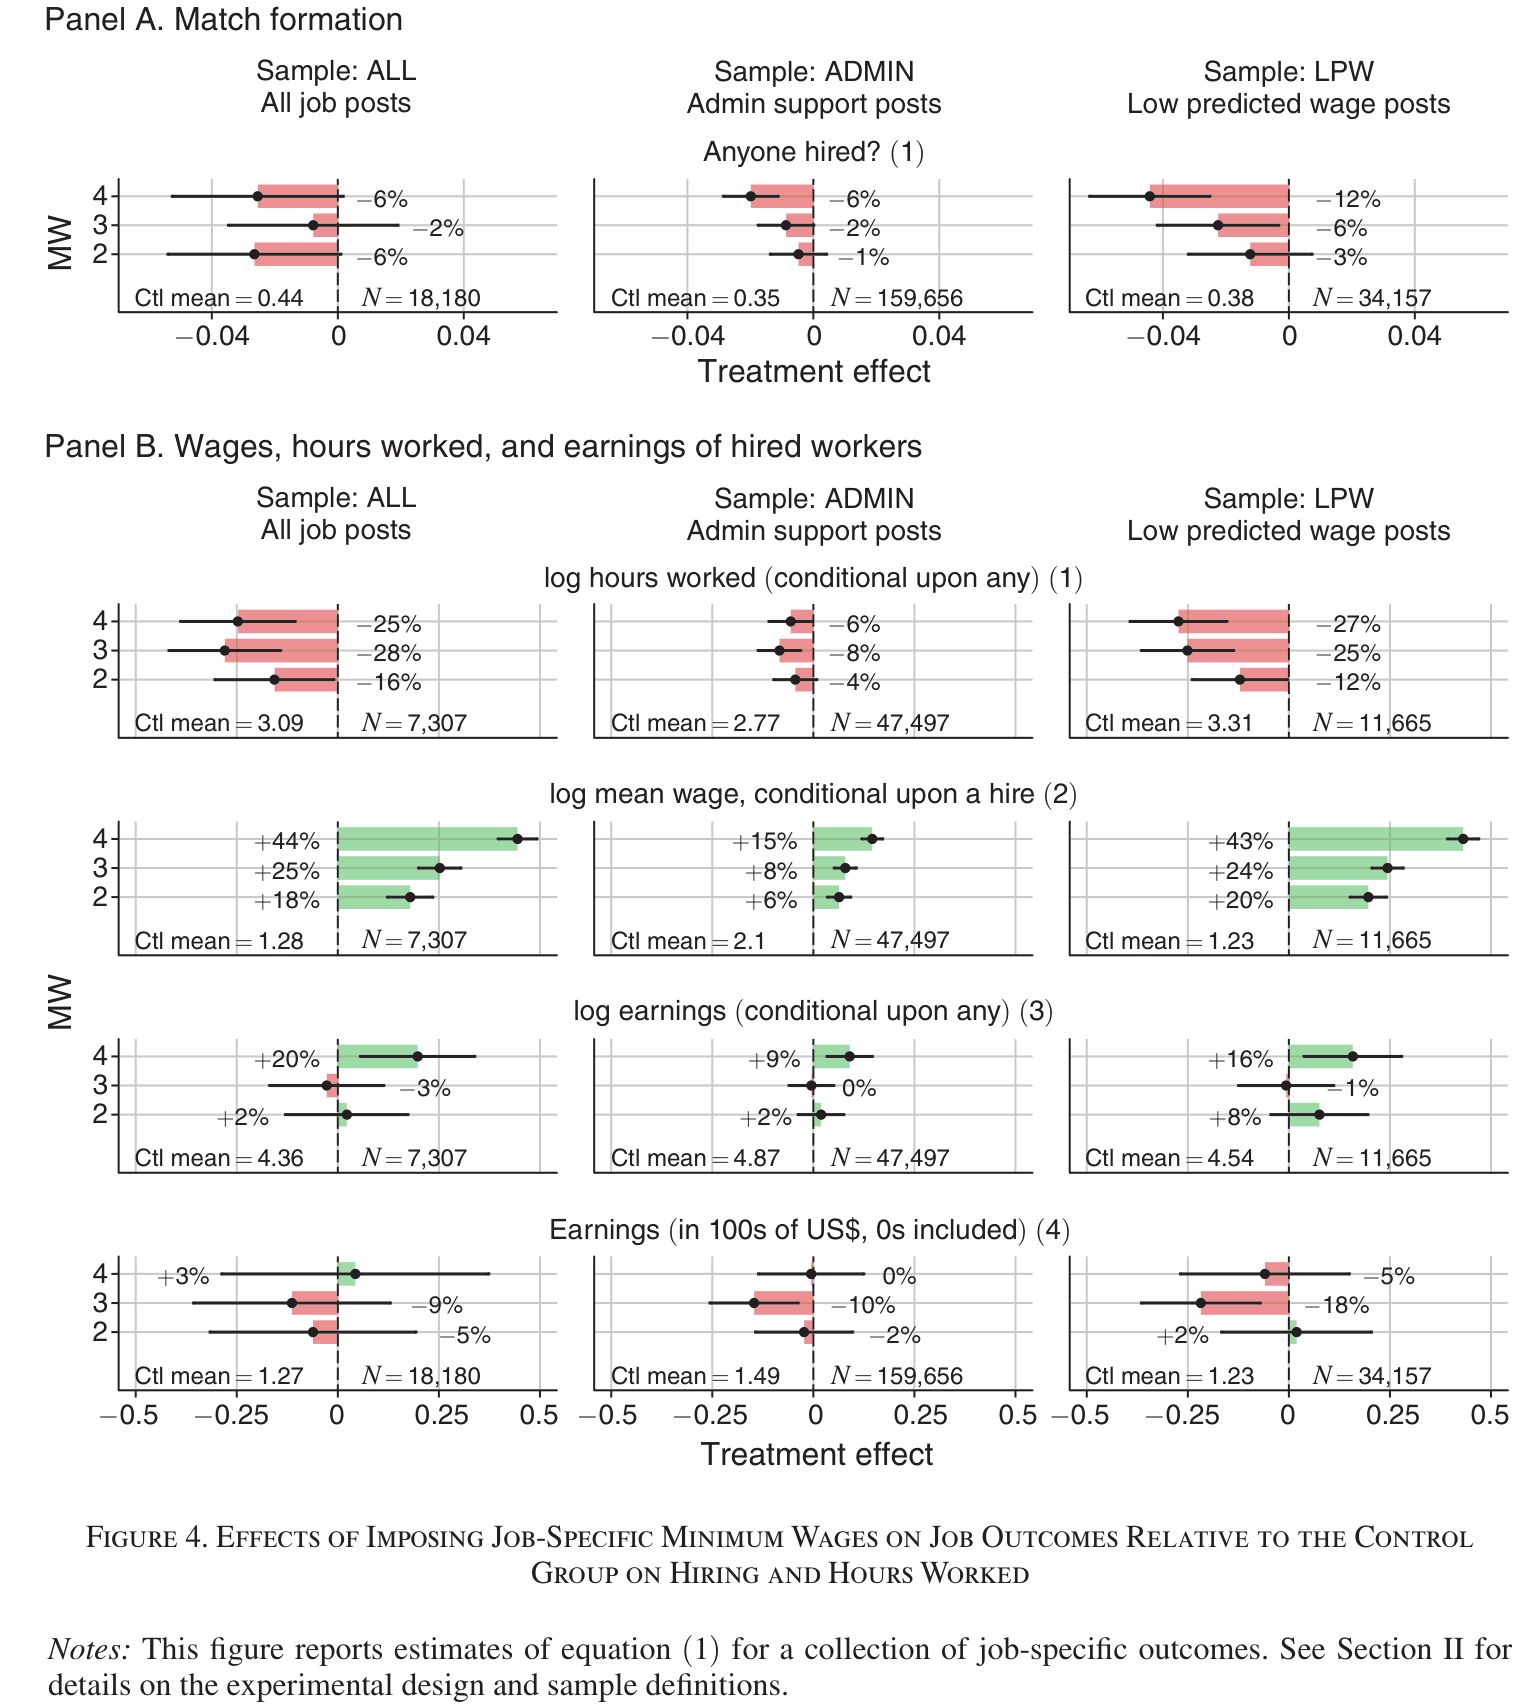 Panel A. Match formation
Sample: ALL
All job posts
Sample: ADMIN
Admin support posts
Sample: LPW
Low predicted wage posts
Anyone hired? (1)
MW
4
3
2
−6%
−2%
−6%
Ctl mean = 0.44 N = 18,180
−6%
−2%
−1%
Ctl mean = 0.35 N = 159,656
−12%
−6%
−3%
Ctl mean = 0.38 N = 34,157
−0.04 0 0.04
−0.04 0 0.04
−0.04 0 0.04
Treatment effect
Panel B. Wages, hours worked, and earnings of hired workers
Sample: ALL
All job posts
Sample: ADMIN
Admin support posts
Sample: LPW
Low predicted wage posts
log hours worked (conditional upon any) (1)
4
3
2
−25%
−28%
−16%
Ctl mean = 3.09 N = 7,307
−6%
−8%
−4%
Ctl mean = 2.77 N = 47,497
−27%
−25%
−12%
Ctl mean = 3.31 N = 11,665
log mean wage, conditional upon a hire (2)
4
3
2
+44%
+25%
+18%
Ctl mean = 1.28 N = 7,307
+15%
+8%
+6%
Ctl mean = 2.1 N = 47,497
+43%
+24%
+20%
Ctl mean = 1.23 N = 11,665
MW
log earnings (conditional upon any) (3)
4
3
2
+20%
−3%
+2%
Ctl mean = 4.36 N = 7,307
+9%
0%
+2%
Ctl mean = 4.87 N = 47,497
+16%
−1%
+8%
Ctl mean = 4.54 N = 11,665
Earnings (in 100s of US$, 0s included) (4)
4
3
2
+3%
−9%
−5%
Ctl mean = 1.27 N = 18,180
0%
−10%
−2%
Ctl mean = 1.49 N = 159,656
−5%
−18%
+2%
Ctl mean = 1.23 N = 34,157
−0.5 −0.25 0 0.25 0.5
−0.5 −0.25 0 0.25 0.5
−0.5 −0.25 0 0.25 0.5
Treatment effect
Figure 4. Effects of Imposing Job-Specific Minimum Wages on Job Outcomes Relative to the Control
Group on Hiring and Hours Worked
Notes: This figure reports estimates of equation (1) for a collection of job-specific outcomes. See Section II for
details on the experimental design and sample definitions.